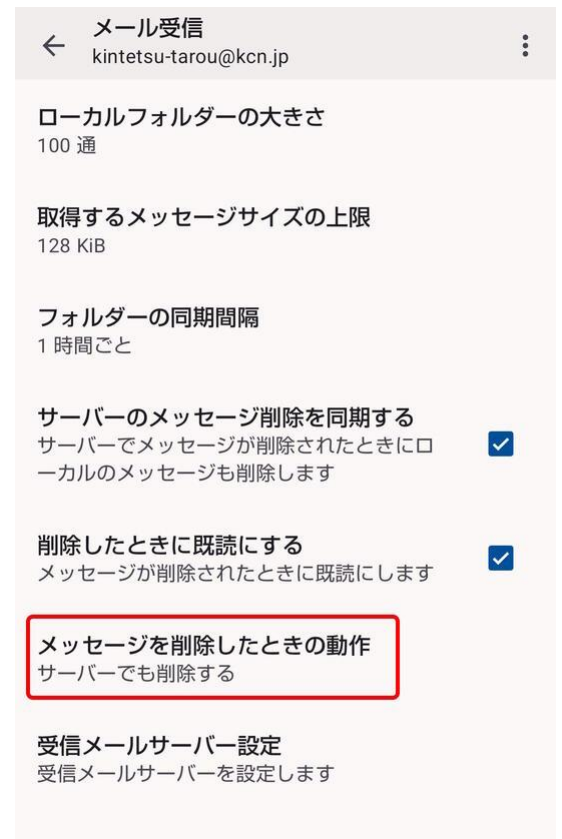 メール受信
kintetsu-tarou@kcn.jp
ローカルフォルダーの大きさ
100 通
取得するメッセージサイズの上限
128 KiB
フォルダーの同期間隔
1 時間ごと
サーバーのメッセージ削除を同期する
サーバーでメッセージが削除されたときにロ
ーカルのメッセージも削除します
削除したときに既読にする
メッセージが削除されたときに既読にします
メッセージを削除したときの動作
サーバーでも削除する
受信メールサーバー設定
受信メールサーバーを設定します